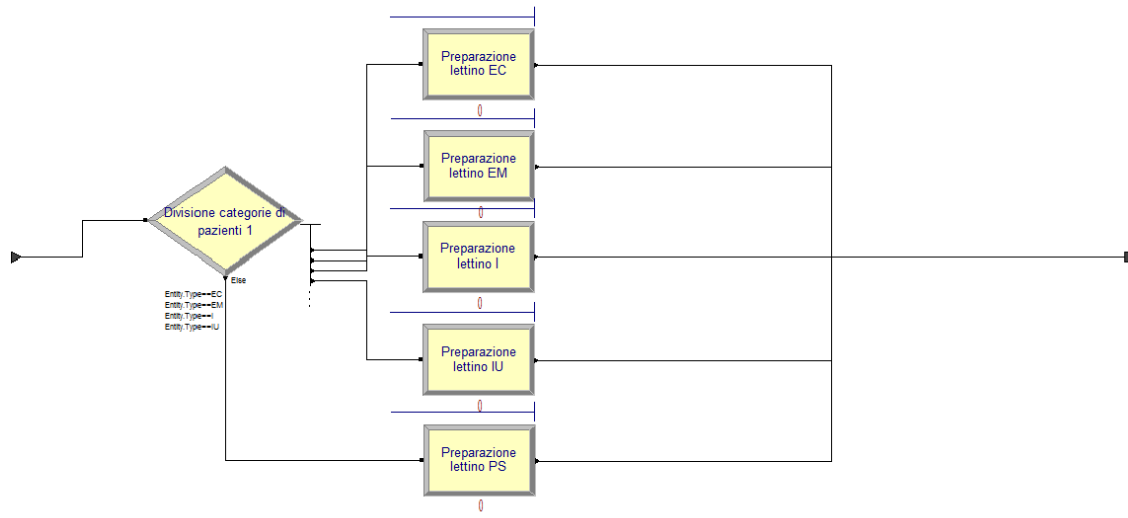 Preparazione
lettino EC
0
Preparazione
lettino EM
0
Divisione categorie di
pazienti 1
Preparazione
lettino I
0
Else
Entity.Type==EC
Entity.Type==EM
Entity.Type==I
Entity.Type==IU
Preparazione
lettino IU
0
Preparazione
lettino PS
0